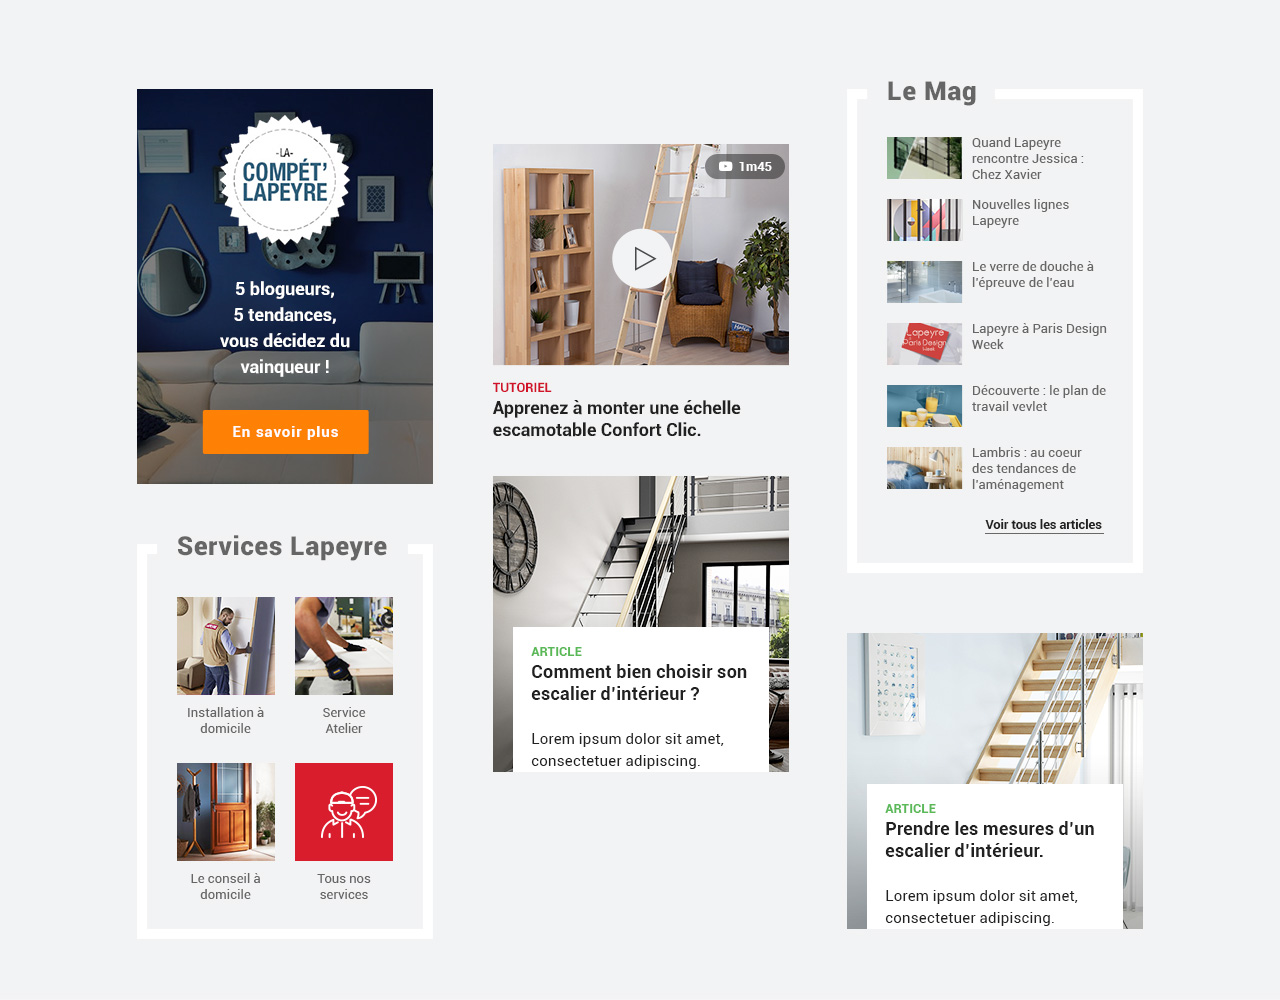 -LA-
COMPÉT'
LAPEYRE
5 blogueurs,
5 tendances,
vous décidez du
vainqueur !
En savoir plus
Services Lapeyre
Installation à
domicile
Service
Atelier
Le conseil à
domicile
Tous nos
services
1m45
TUTORIEL
Apprenez à monter une échelle
escamotable Confort Clic.
ARTICLE
Comment bien choisir son
escalier d'intérieur ?
Lorem ipsum dolor sit amet,
consectetuer adipiscing.
Le Mag
Quand Lapeyre
rencontre Jessica :
Chez Xavier
Nouvelles lignes
Lapeyre
Le verre de douche à
l'épreuve de l'eau
Lapeyre
Paris Design
Week
Lapeyre à Paris Design
Week
Découverte : le plan de
travail vevlet
Lambris : au coeur
des tendances de
l'aménagement
Voir tous les articles
ARTICLE
Prendre les mesures d'un
escalier d'intérieur.
Lorem ipsum dolor sit amet,
consectetuer adipiscing.